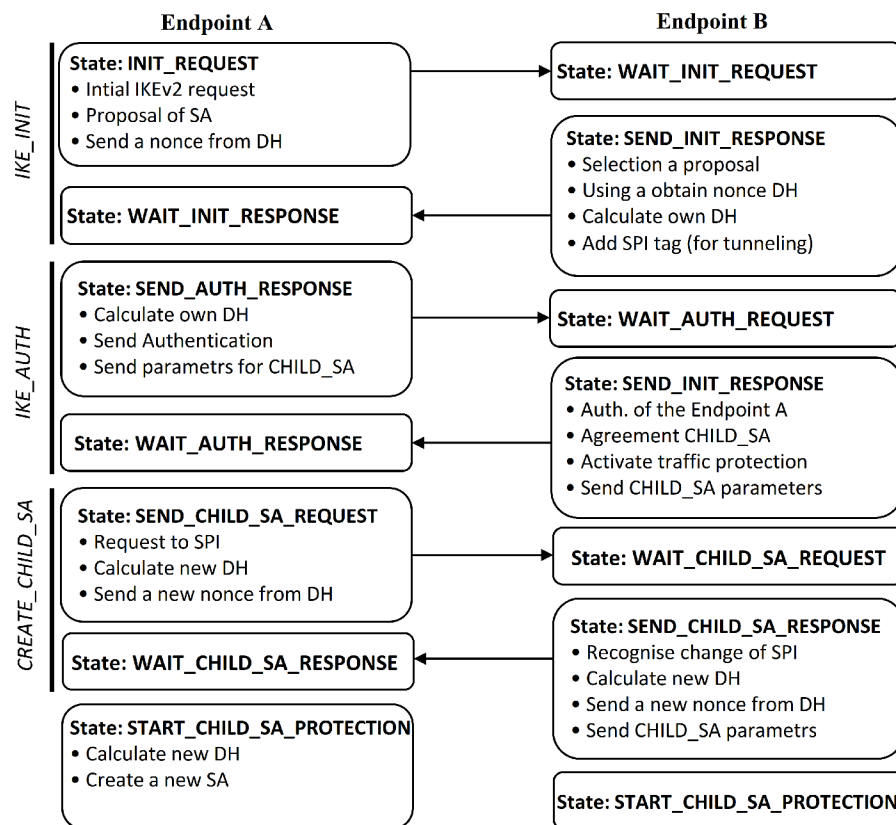 Endpoint A
Endpoint B
IKE_INIT
State: INIT_REQUEST
• Intial IKEv2 request
• Proposal of SA
• Send a nonce from DH
State: WAIT_INIT_REQUEST
State: SEND_INIT_RESPONSE
• Selection a proposal
• Using a obtain nonce DH
• Calculate own DH
• Add SPI tag (for tunneling)
State: WAIT_INIT_RESPONSE
IKE_AUTH
State: SEND_AUTH_RESPONSE
• Calculate own DH
• Send Authentication
• Send parametrs for CHILD_SA
State: WAIT_AUTH_REQUEST
State: SEND_INIT_RESPONSE
• Auth. of the Endpoint A
• Agreement CHILD_SA
• Activate traffic protection
• Send CHILD_SA parameters
State: WAIT_AUTH_RESPONSE
CREATE_CHILD_SA
State: SEND_CHILD_SA_REQUEST
• Request to SPI
• Calculate new DH
• Send a new nonce from DH
State: WAIT_CHILD_SA_REQUEST
State: SEND_CHILD_SA_RESPONSE
• Recognise change of SPI
• Calculate new DH
• Send a new nonce from DH
• Send CHILD_SA parametrs
State: WAIT_CHILD_SA_RESPONSE
State: START_CHILD_SA_PROTECTION
• Calculate new DH
• Create a new SA
State: START_CHILD_SA_PROTECTION